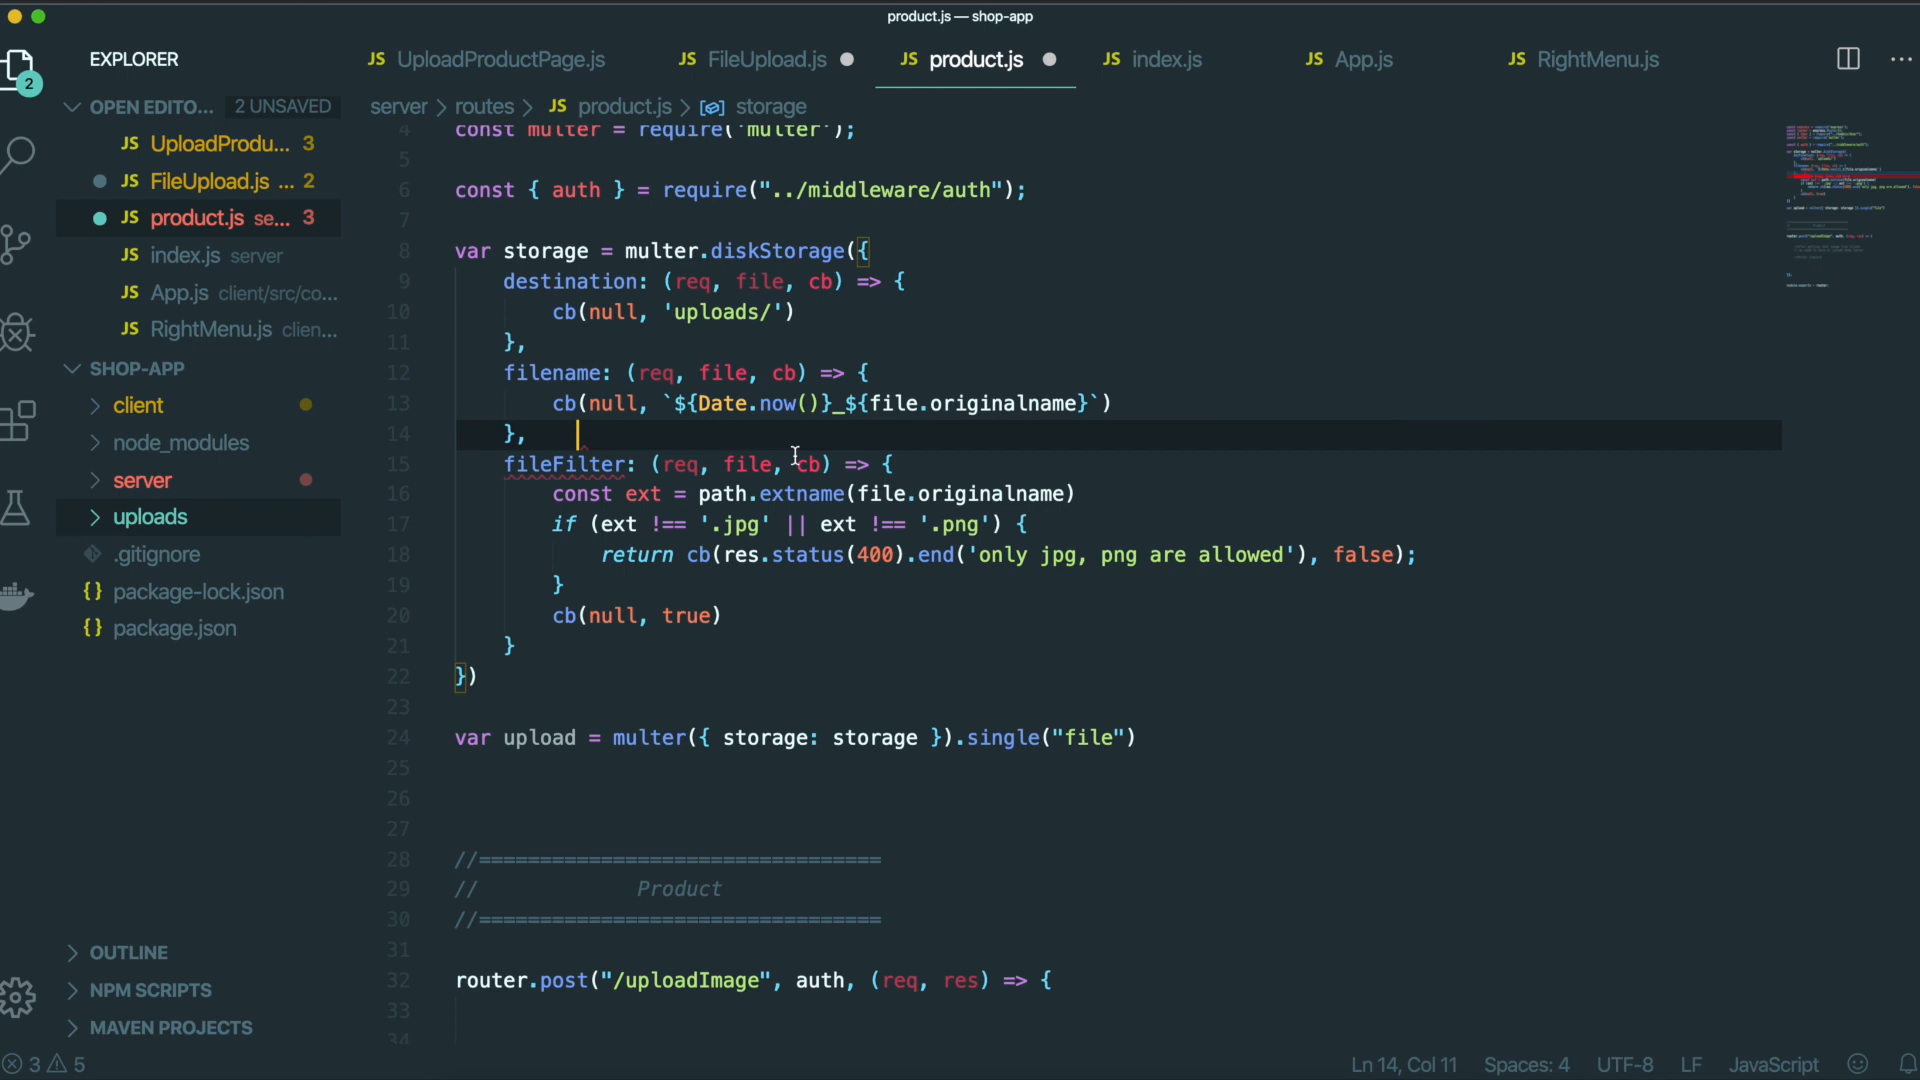 product.js — shop-app
EXPLORER
JS UploadProductPage.js
JS FileUpload.js
JS product.js
JS index.js
JS App.js
JS RightMenu.js
2
OPEN EDITO... 2 UNSAVED
JS UploadProdu... 3
JS FileUpload.js ... 2
JS product.js se... 3
JS index.js server
JS App.js client/src/co...
JS RightMenu.js clien...
SHOP-APP
client
node_modules
server
uploads
.gitignore
{} package-lock.json
{} package.json
OUTLINE
NPM SCRIPTS
MAVEN PROJECTS
server > routes > JS product.js > storage
4 const multer = require('multer');
5
6 const { auth } = require("../middleware/auth");
7
8 var storage = multer.diskStorage({
9 destination: (req, file, cb) => {
10 cb(null, 'uploads/')
11 },
12 filename: (req, file, cb) => {
13 cb(null, `${Date.now()}_${file.originalname}`)
14 },
15 fileFilter: (req, file, cb) => {
16 const ext = path.extname(file.originalname)
17 if (ext !== '.jpg' || ext !== '.png') {
18 return cb(res.status(400).end('only jpg, png are allowed'), false);
19 }
20 cb(null, true)
21 }
22 })
23
24 var upload = multer({ storage: storage }).single("file")
25
26
27
28 //=================================
29 // Product
30 //=================================
31
32 router.post("/uploadImage", auth, (req, res) => {
33
34
3 5
Ln 14, Col 11 Spaces: 4 UTF-8 LF JavaScript